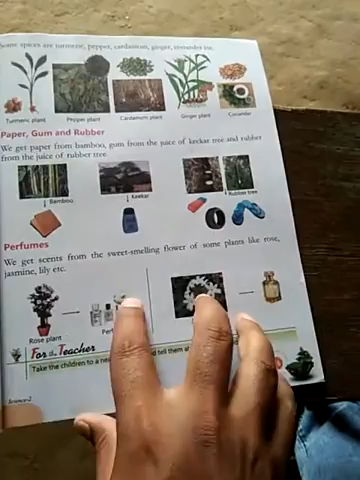 Some spices are turmeric, pepper, cardamom, ginger, coriander etc.
Turmeric plant
Pepper plant
Cardamom plant
Ginger plant
Coriander
Paper, Gum and Rubber
We get paper from bamboo, gum from the juice of keekar tree and rubber
from the juice of rubber tree.
Bamboo
Keekar
Rubber tree
Perfumes
We get scents from the sweet-smelling flower of some plants like rose,
jasmine, lily etc.
Rose plant
For the Teacher
Take the children to a
and tell them
Science-2